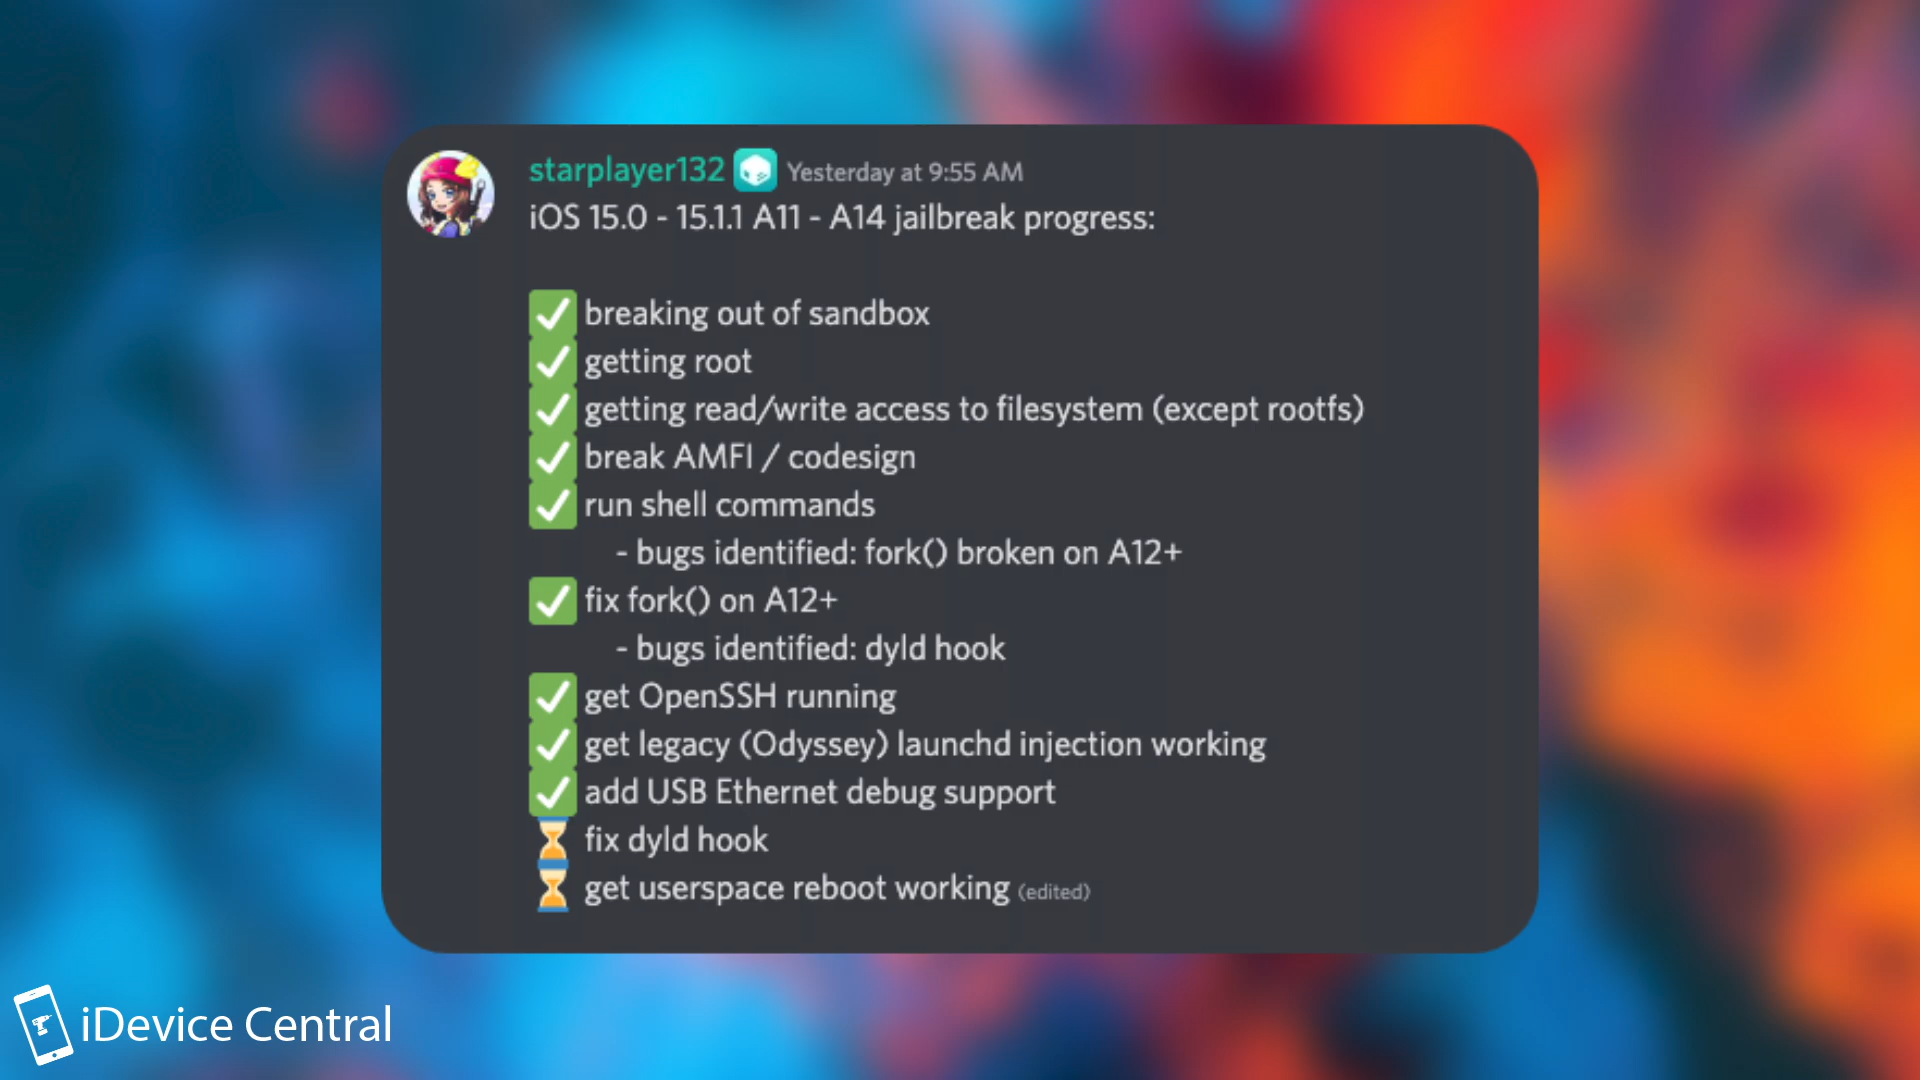 starplayer132 Yesterday at 9:55 AM
iOS 15.0 - 15.1.1 A11 - A14 jailbreak progress:
✅ breaking out of sandbox
✅ getting root
✅ getting read/write access to filesystem (except rootfs)
✅ break AMFI / codesign
✅ run shell commands
- bugs identified: fork() broken on A12+
✅ fix fork() on A12+
- bugs identified: dyld hook
✅ get OpenSSH running
✅ get legacy (Odyssey) launchd injection working
✅ add USB Ethernet debug support
⏳ fix dyld hook
⏳ get userspace reboot working (edited)
iDevice Central